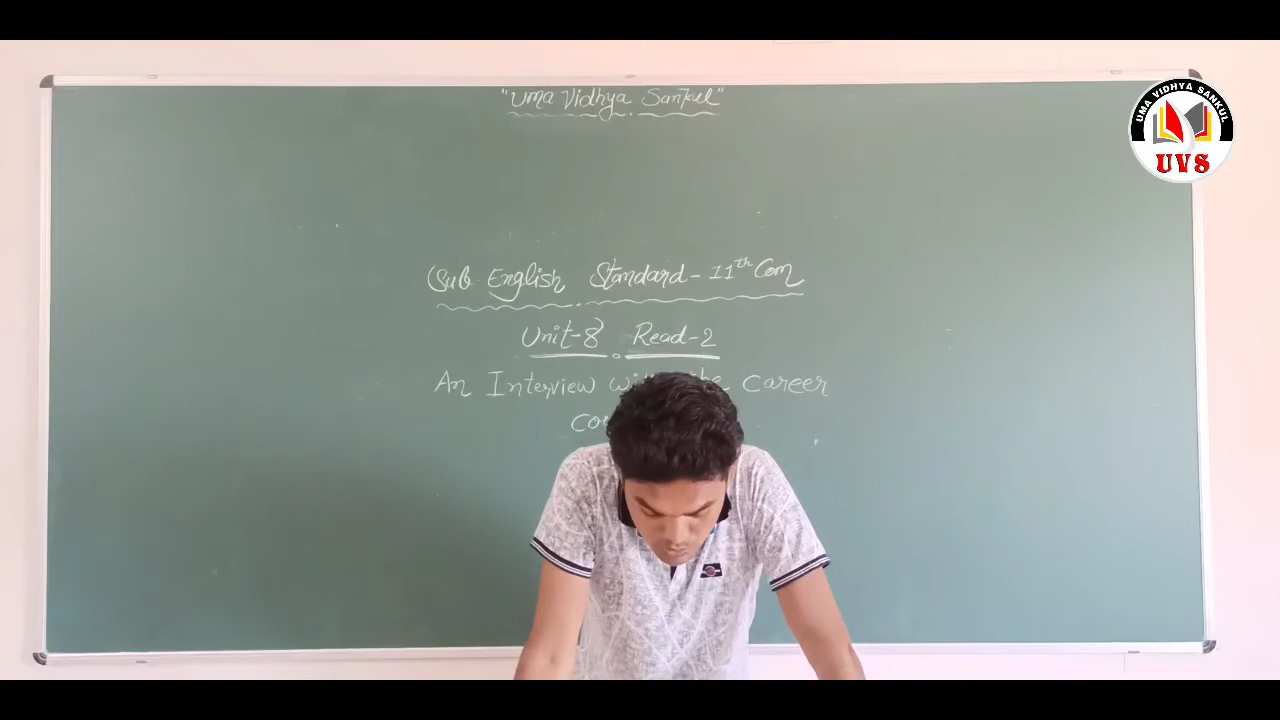 "Uma Vidhya Sankul"
UMA VIDHYA SANKUL
UVS
Sub English Standard - 11th Com
Unit-8 Read-2
An Interview the Career